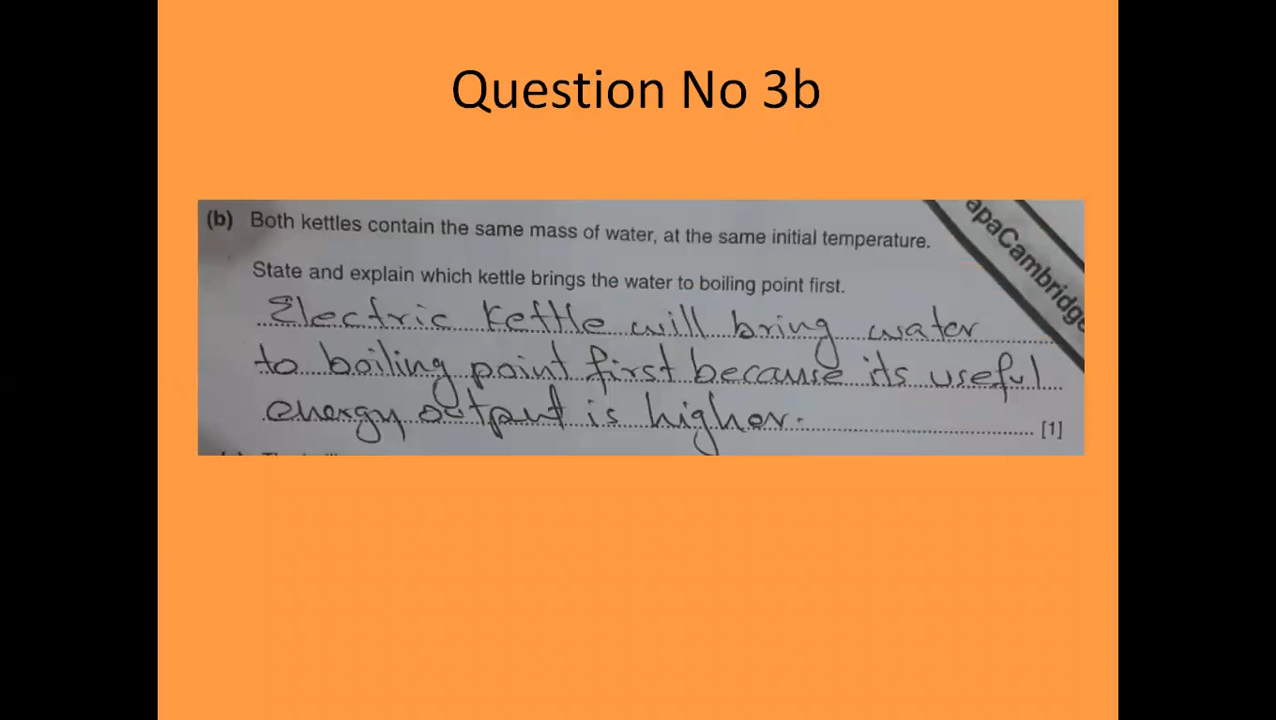 Question No 3b
(b) Both kettles contain the same mass of water, at the same initial temperature.
State and explain which kettle brings the water to boiling point first.
Electric kettle will bring water
to boiling point first because its useful
energy output is higher.
[1]
apaCambridge